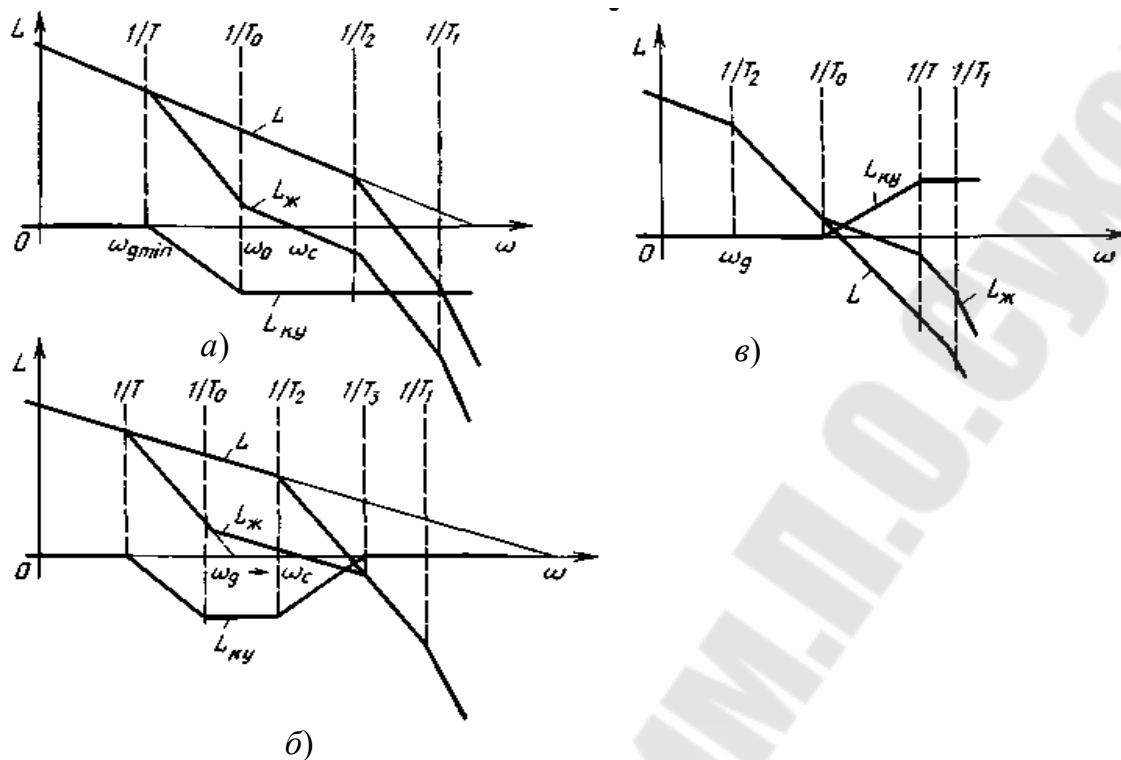 L 1/T 1/T₀ 1/T₂ 1/T₁
L
Lж
0 ωgmin ω₀ ωc ω
Lку
а)
L 1/T₂ 1/T₀ 1/T 1/T₁
Lку
0 ωg ω
L Lж
в)
L 1/T 1/T₀ 1/T₂ 1/T₃ 1/T₁
L
Lж
0 ωg → ωc ω
Lку
б)
им.П.О.Сухо